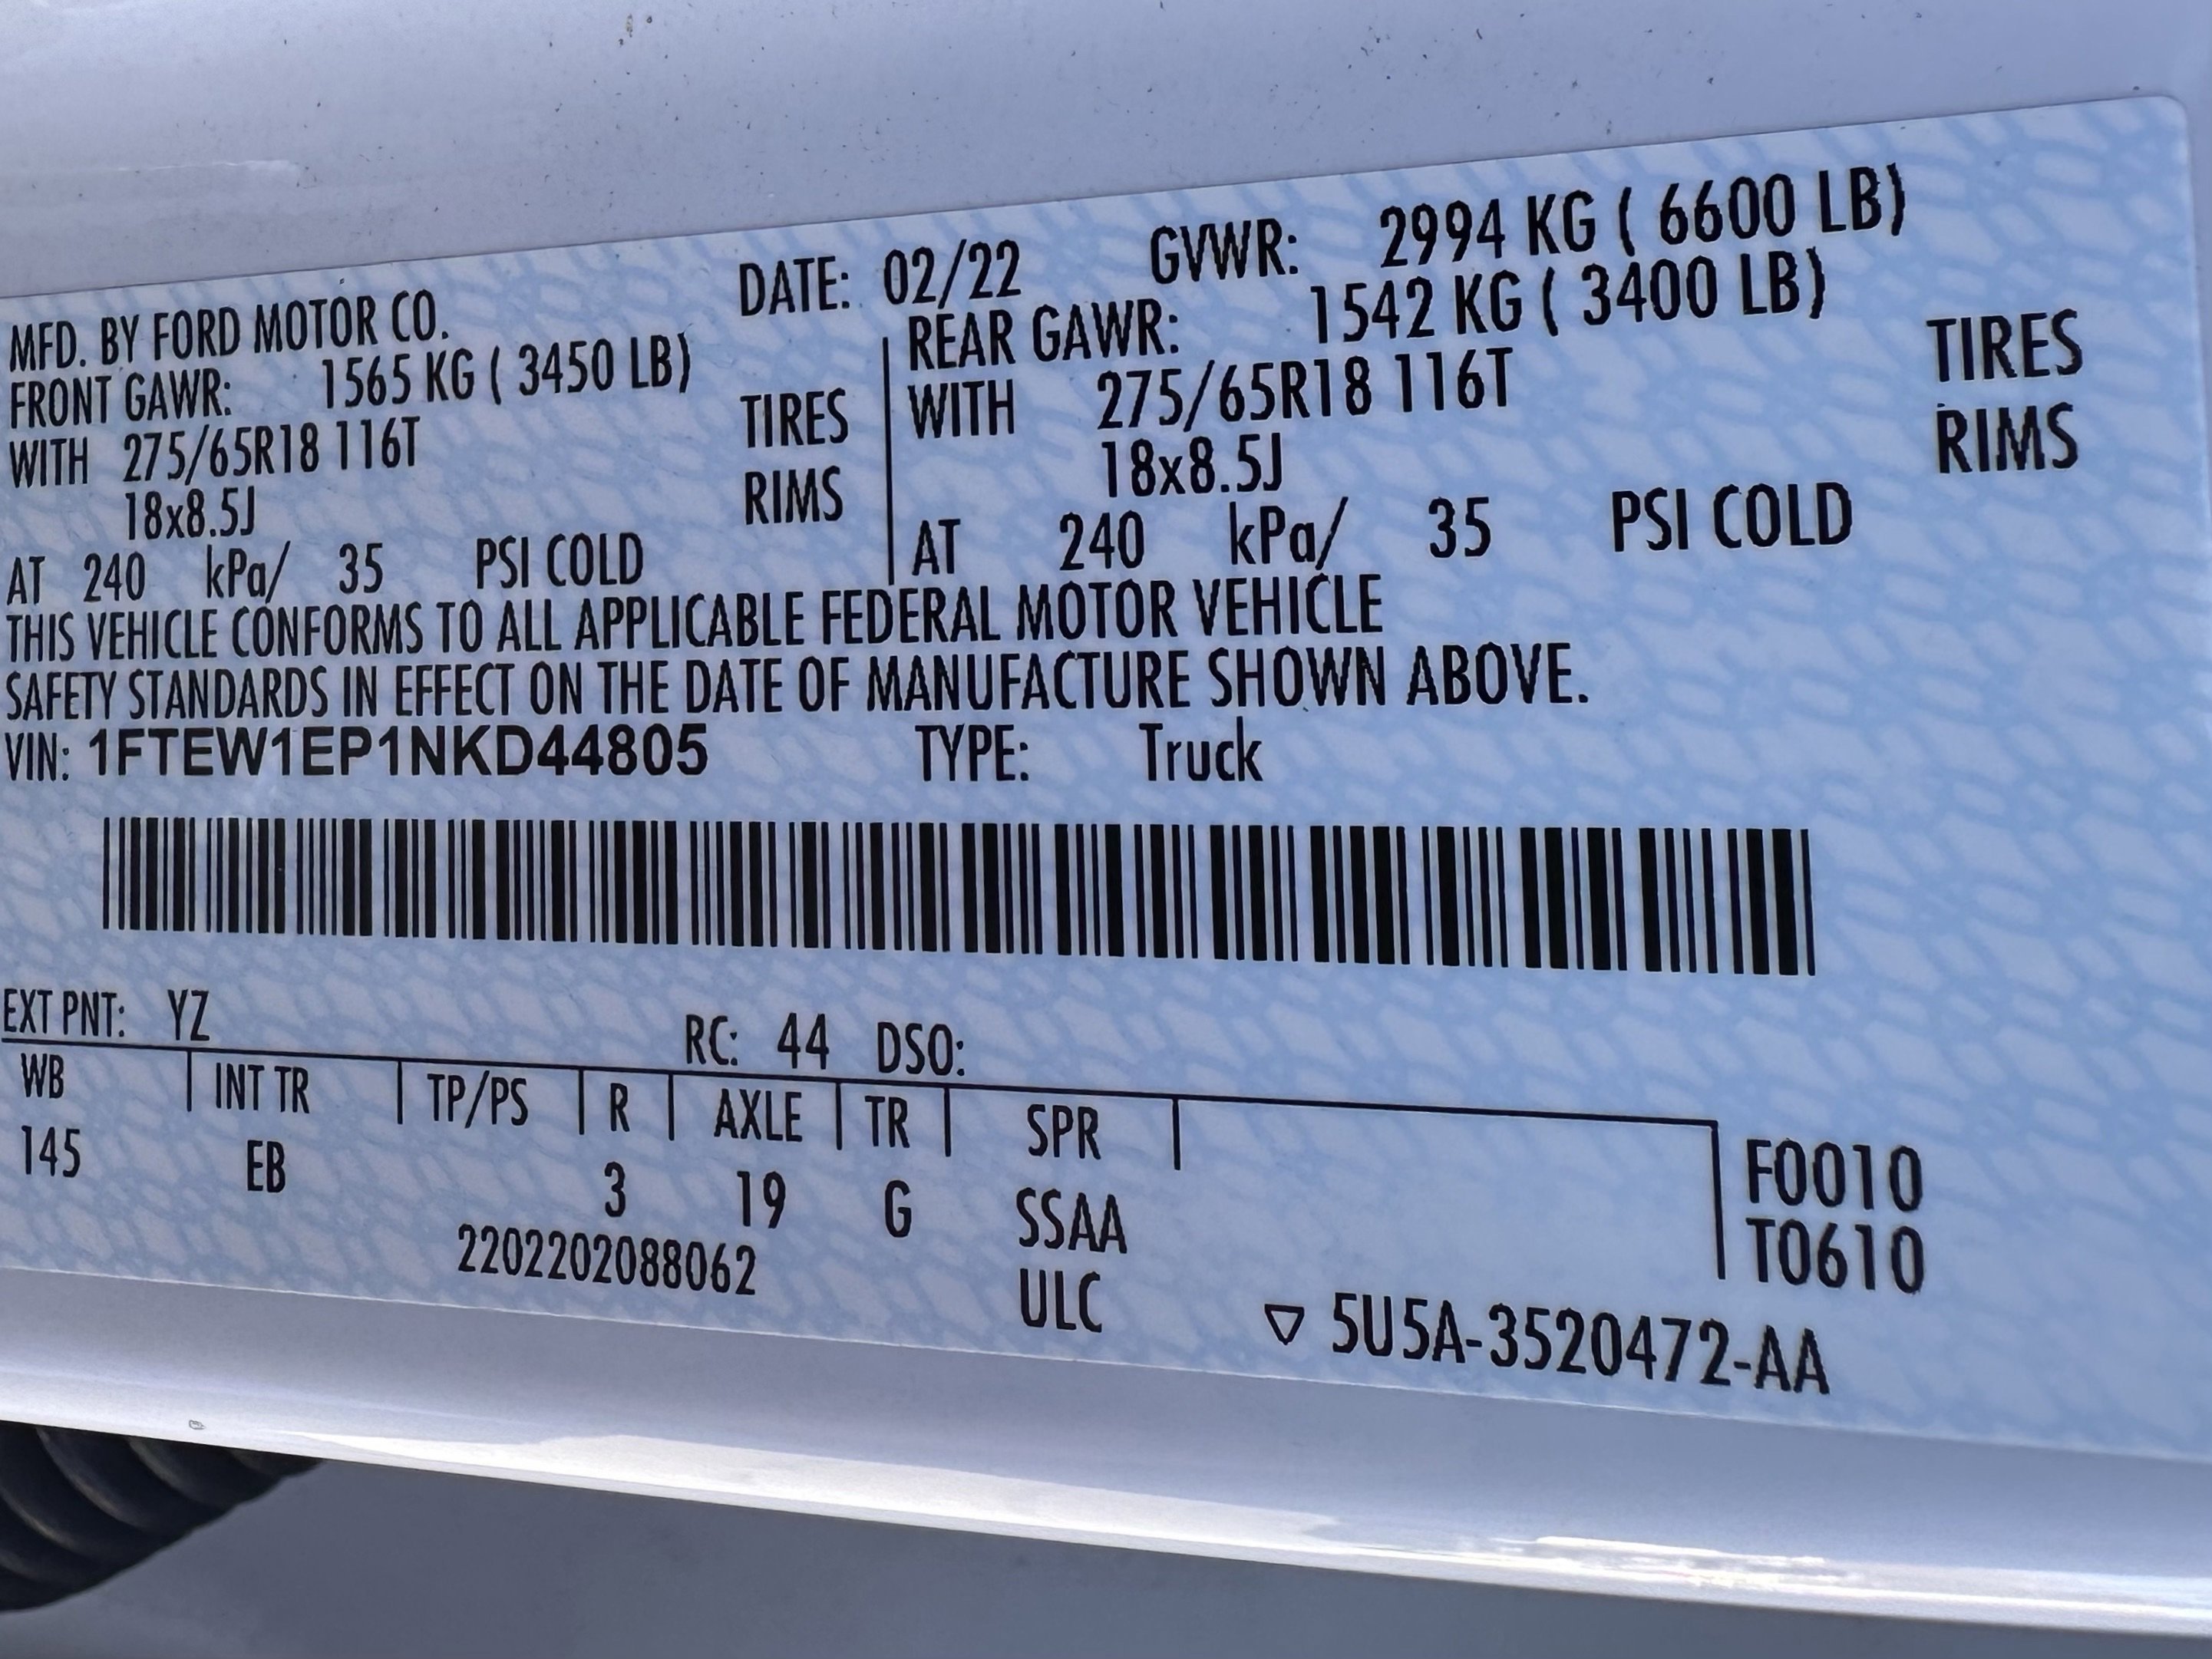 MFD. BY FORD MOTOR CO. DATE: 02/22 GVWR: 2994 KG ( 6600 LB)
FRONT GAWR: 1565 KG ( 3450 LB)
WITH 275/65R18 116T TIRES
18x8.5J RIMS
AT 240 kPa/ 35 PSI COLD
REAR GAWR: 1542 KG ( 3400 LB)
WITH 275/65R18 116T TIRES
18x8.5J RIMS
AT 240 kPa/ 35 PSI COLD
THIS VEHICLE CONFORMS TO ALL APPLICABLE FEDERAL MOTOR VEHICLE
SAFETY STANDARDS IN EFFECT ON THE DATE OF MANUFACTURE SHOWN ABOVE.
VIN: 1FTEW1EP1NKD44805 TYPE: Truck
EXT PNT: YZ RC: 44 DSO:
WB INT TR TP/PS R AXLE TR SPR
145 EB 3 19 G SSAA F0010
2202202088062 ULC T0610
▽ 5U5A-3520472-AA